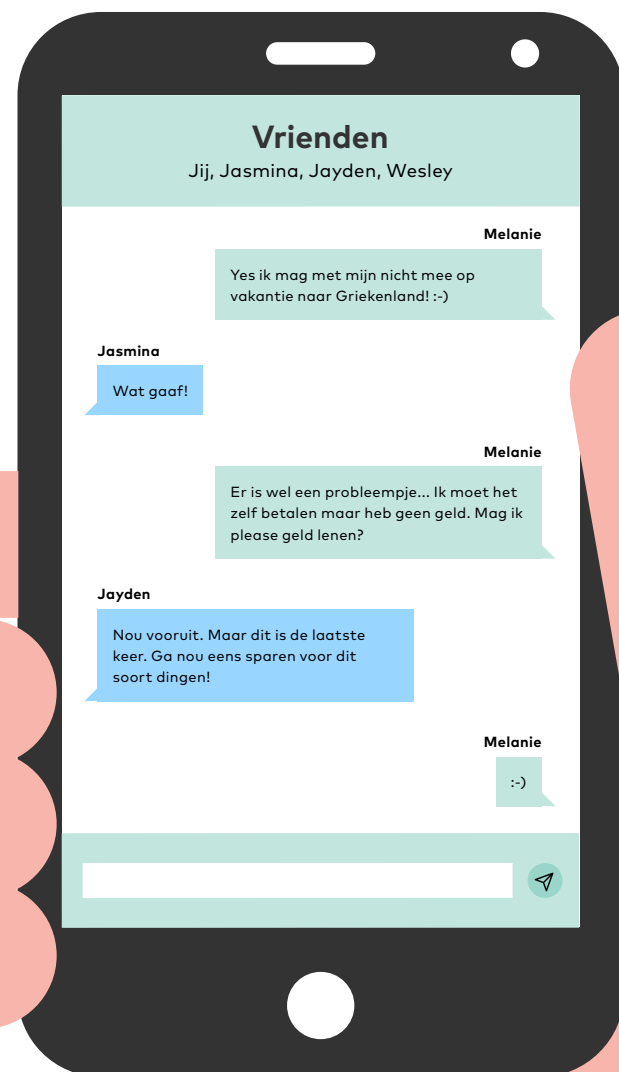 Vrienden
Jij, Jasmina, Jayden, Wesley
Melanie
Yes ik mag met mijn nicht mee op
vakantie naar Griekenland! :-)
Jasmina
Wat gaaf!
Melanie
Er is wel een probleempje... Ik moet het
zelf betalen maar heb geen geld. Mag ik
please geld lenen?
Jayden
Nou vooruit. Maar dit is de laatste
keer. Ga nou eens sparen voor dit
soort dingen!
Melanie
:-)